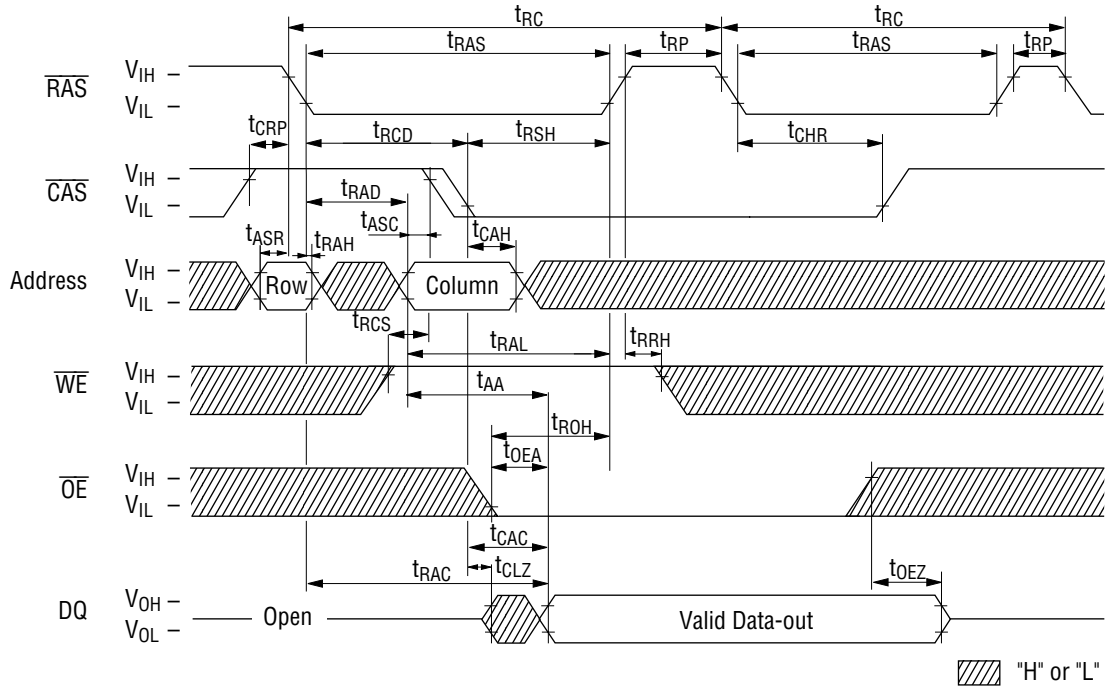 tRC tRC
tRAS tRP tRAS tRP
RAS VIH –
VIL –
tCRP tRCD tRSH tCHR
CAS VIH –
VIL –
tRAD
tASC
tASR tRAH tCAH
Address VIH –
VIL –
Row Column
tRCS tRAL tRRH
WE VIH –
VIL –
tAA
tROH
tOEA
OE VIH –
VIL –
tCAC
tRAC tCLZ tOEZ
DQ VOH –
VOL –
Open Valid Data-out
"H" or "L"